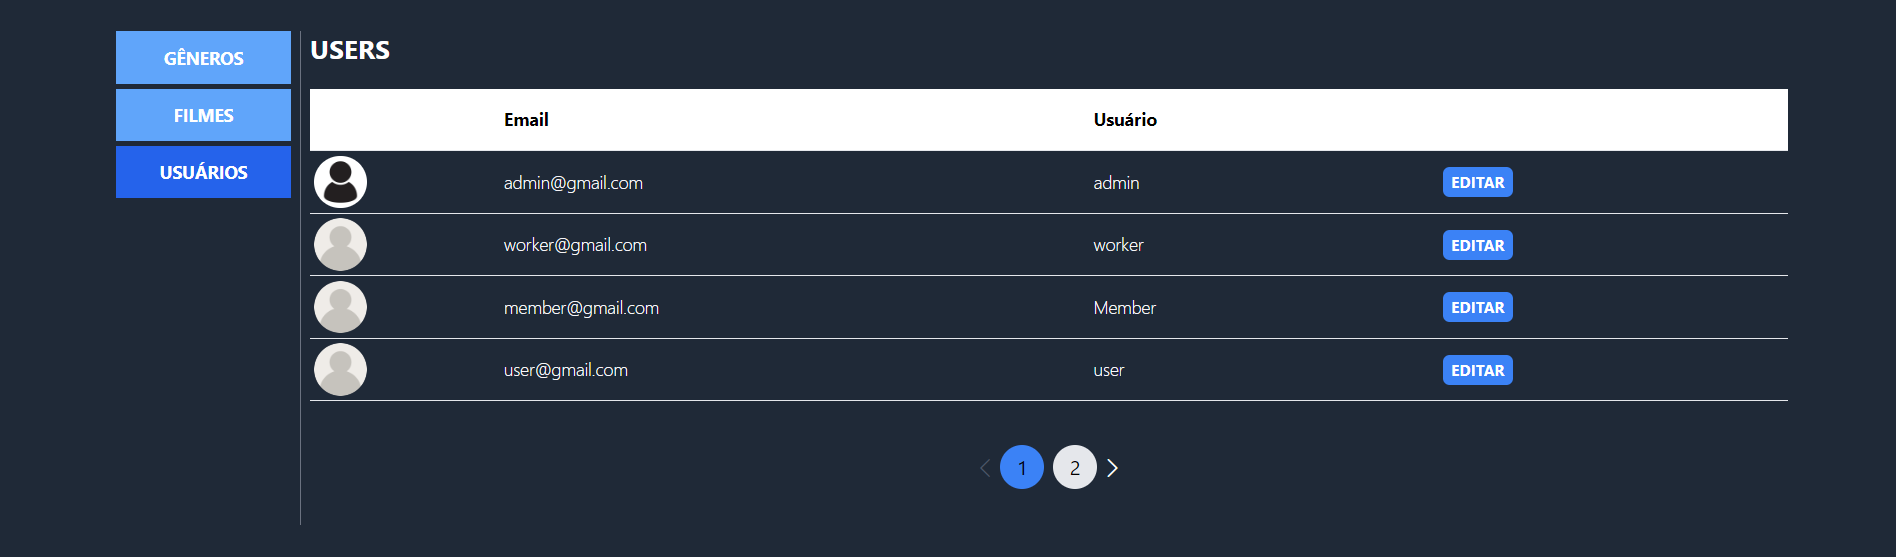 GÊNEROS
FILMES
USUÁRIOS
USERS
Email Usuário
admin@gmail.com admin EDITAR
worker@gmail.com worker EDITAR
member@gmail.com Member EDITAR
user@gmail.com user EDITAR
1 2